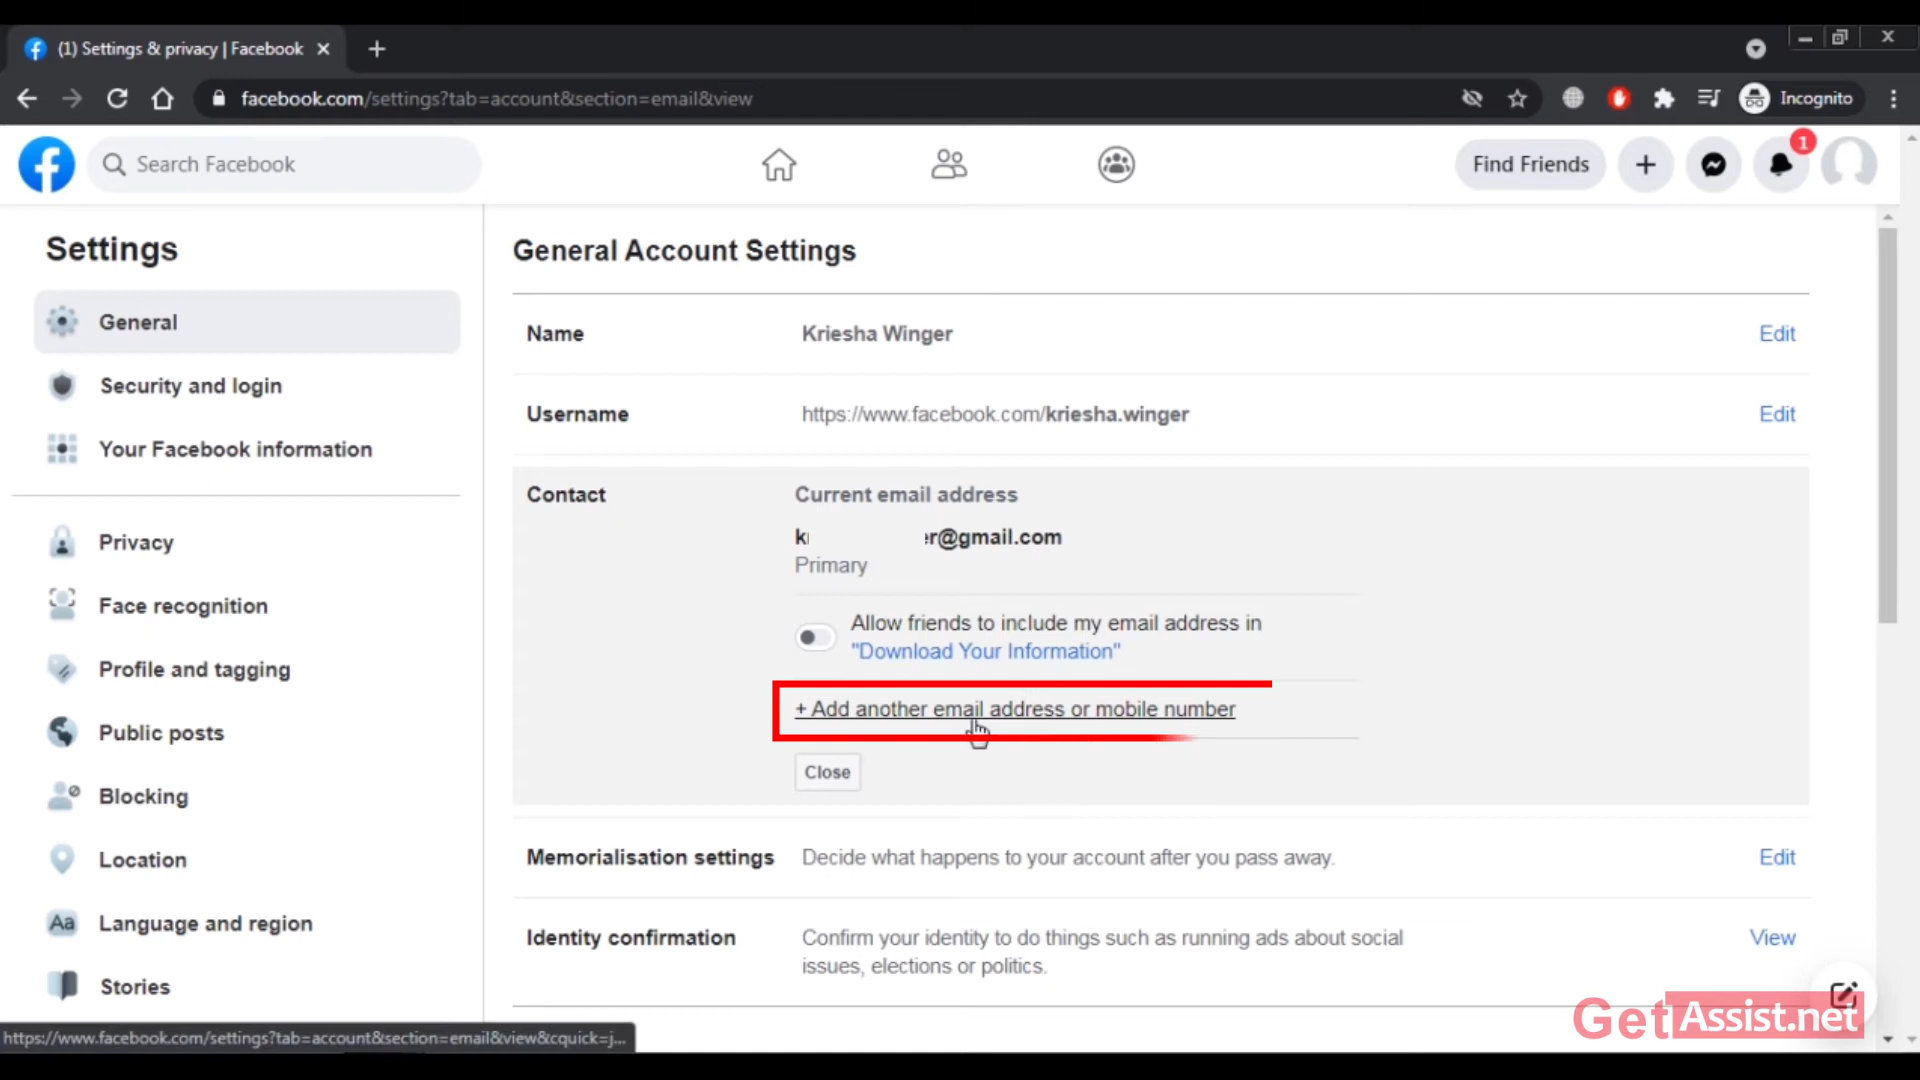 (1) Settings & privacy | Facebook
facebook.com/settings?tab=account&section=email&view
Incognito
Search Facebook
Find Friends
1
Settings
General
Security and login
Your Facebook information
Privacy
Face recognition
Profile and tagging
Public posts
Blocking
Location
Aa Language and region
Stories
General Account Settings
Name Kriesha Winger Edit
Username https://www.facebook.com/kriesha.winger Edit
Contact Current email address
er@gmail.com
Primary
Allow friends to include my email address in
"Download Your Information"
+ Add another email address or mobile number
Close
Memorialisation settings Decide what happens to your account after you pass away. Edit
Identity confirmation Confirm your identity to do things such as running ads about social View
issues, elections or politics.
GetAssist.net
https://www.facebook.com/settings?tab=account&section=email&view&cquick=j...